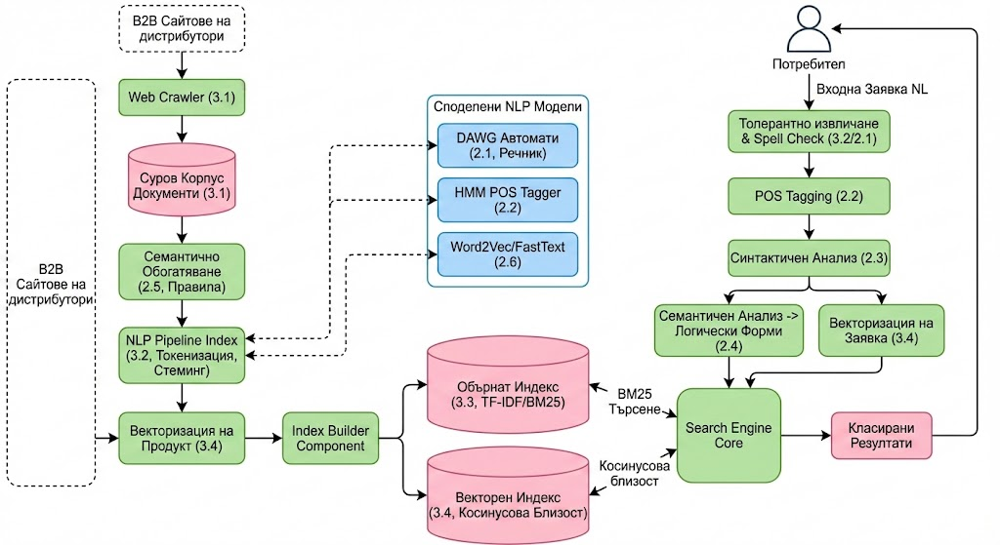 B2B Сайтове на
дистрибутори
Web Crawler (3.1)
Суров Корпус
Документи (3.1)
Семантично
Обогатяване
(2.5, Правила)
NLP Pipeline Index
(3.2, Токенизация,
Стеминг)
Векторизация на
Продукт (3.4)
B2B
Сайтове на
дистрибутори
Index Builder
Component
Споделени NLP Модели
DAWG Автомати
(2.1, Речник)
HMM POS Tagger
(2.2)
Word2Vec/FastText
(2.6)
Обърнат Индекс
(3.3, TF-IDF/BM25)
Векторен Индекс
(3.4, Косинусова Близост)
Потребител
Входна Заявка NL
Толерантно извличане
& Spell Check (3.2/2.1)
POS Tagging (2.2)
Синтактичен Анализ (2.3)
Семантичен Анализ ->
Логически Форми
(2.4)
Векторизация на
Заявка (3.4)
BM25
Търсене
Косинусова
близост
Search Engine
Core
Класирани
Резултати